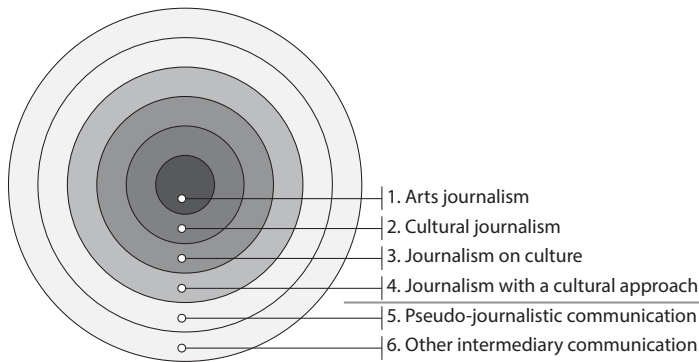 1. Arts journalism
2. Cultural journalism
3. Journalism on culture
4. Journalism with a cultural approach
5. Pseudo-journalistic communication
6. Other intermediary communication